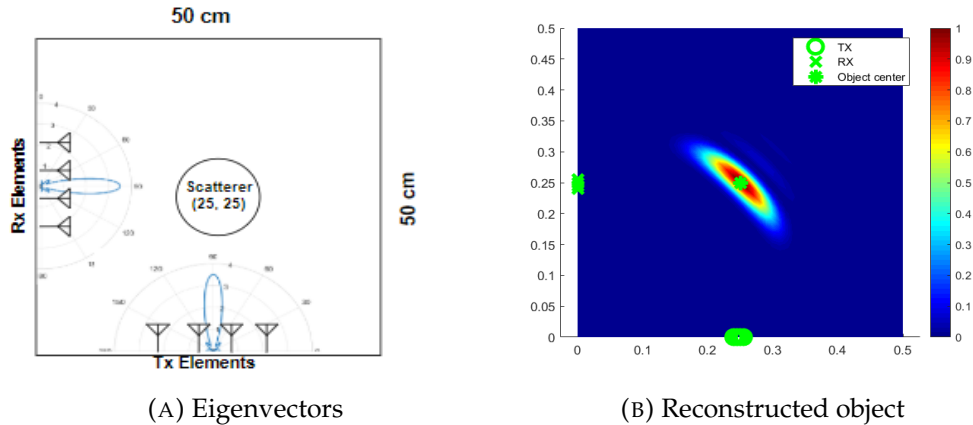 50 cm
50 cm
Rx Elements
Scatterer
(25, 25)
Tx Elements
(A) Eigenvectors
0.5
0.45
0.4
0.35
0.3
0.25
0.2
0.15
0.1
0.05
0
0 0.1 0.2 0.3 0.4 0.5
TX
RX
Object center
1
0.9
0.8
0.7
0.6
0.5
0.4
0.3
0.2
0.1
0
(B) Reconstructed object